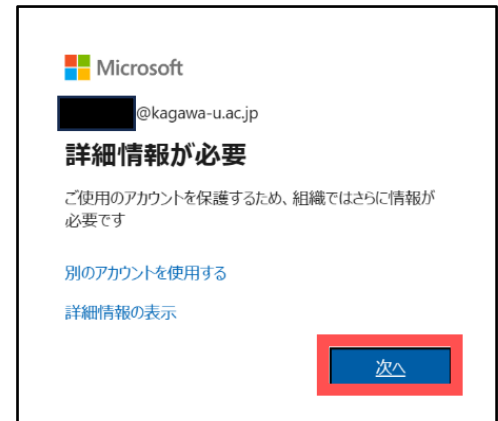 Microsoft
@kagawa-u.ac.jp
詳細情報が必要
ご使用のアカウントを保護するため、組織ではさらに情報が
必要です
別のアカウントを使用する
詳細情報の表示
次へ